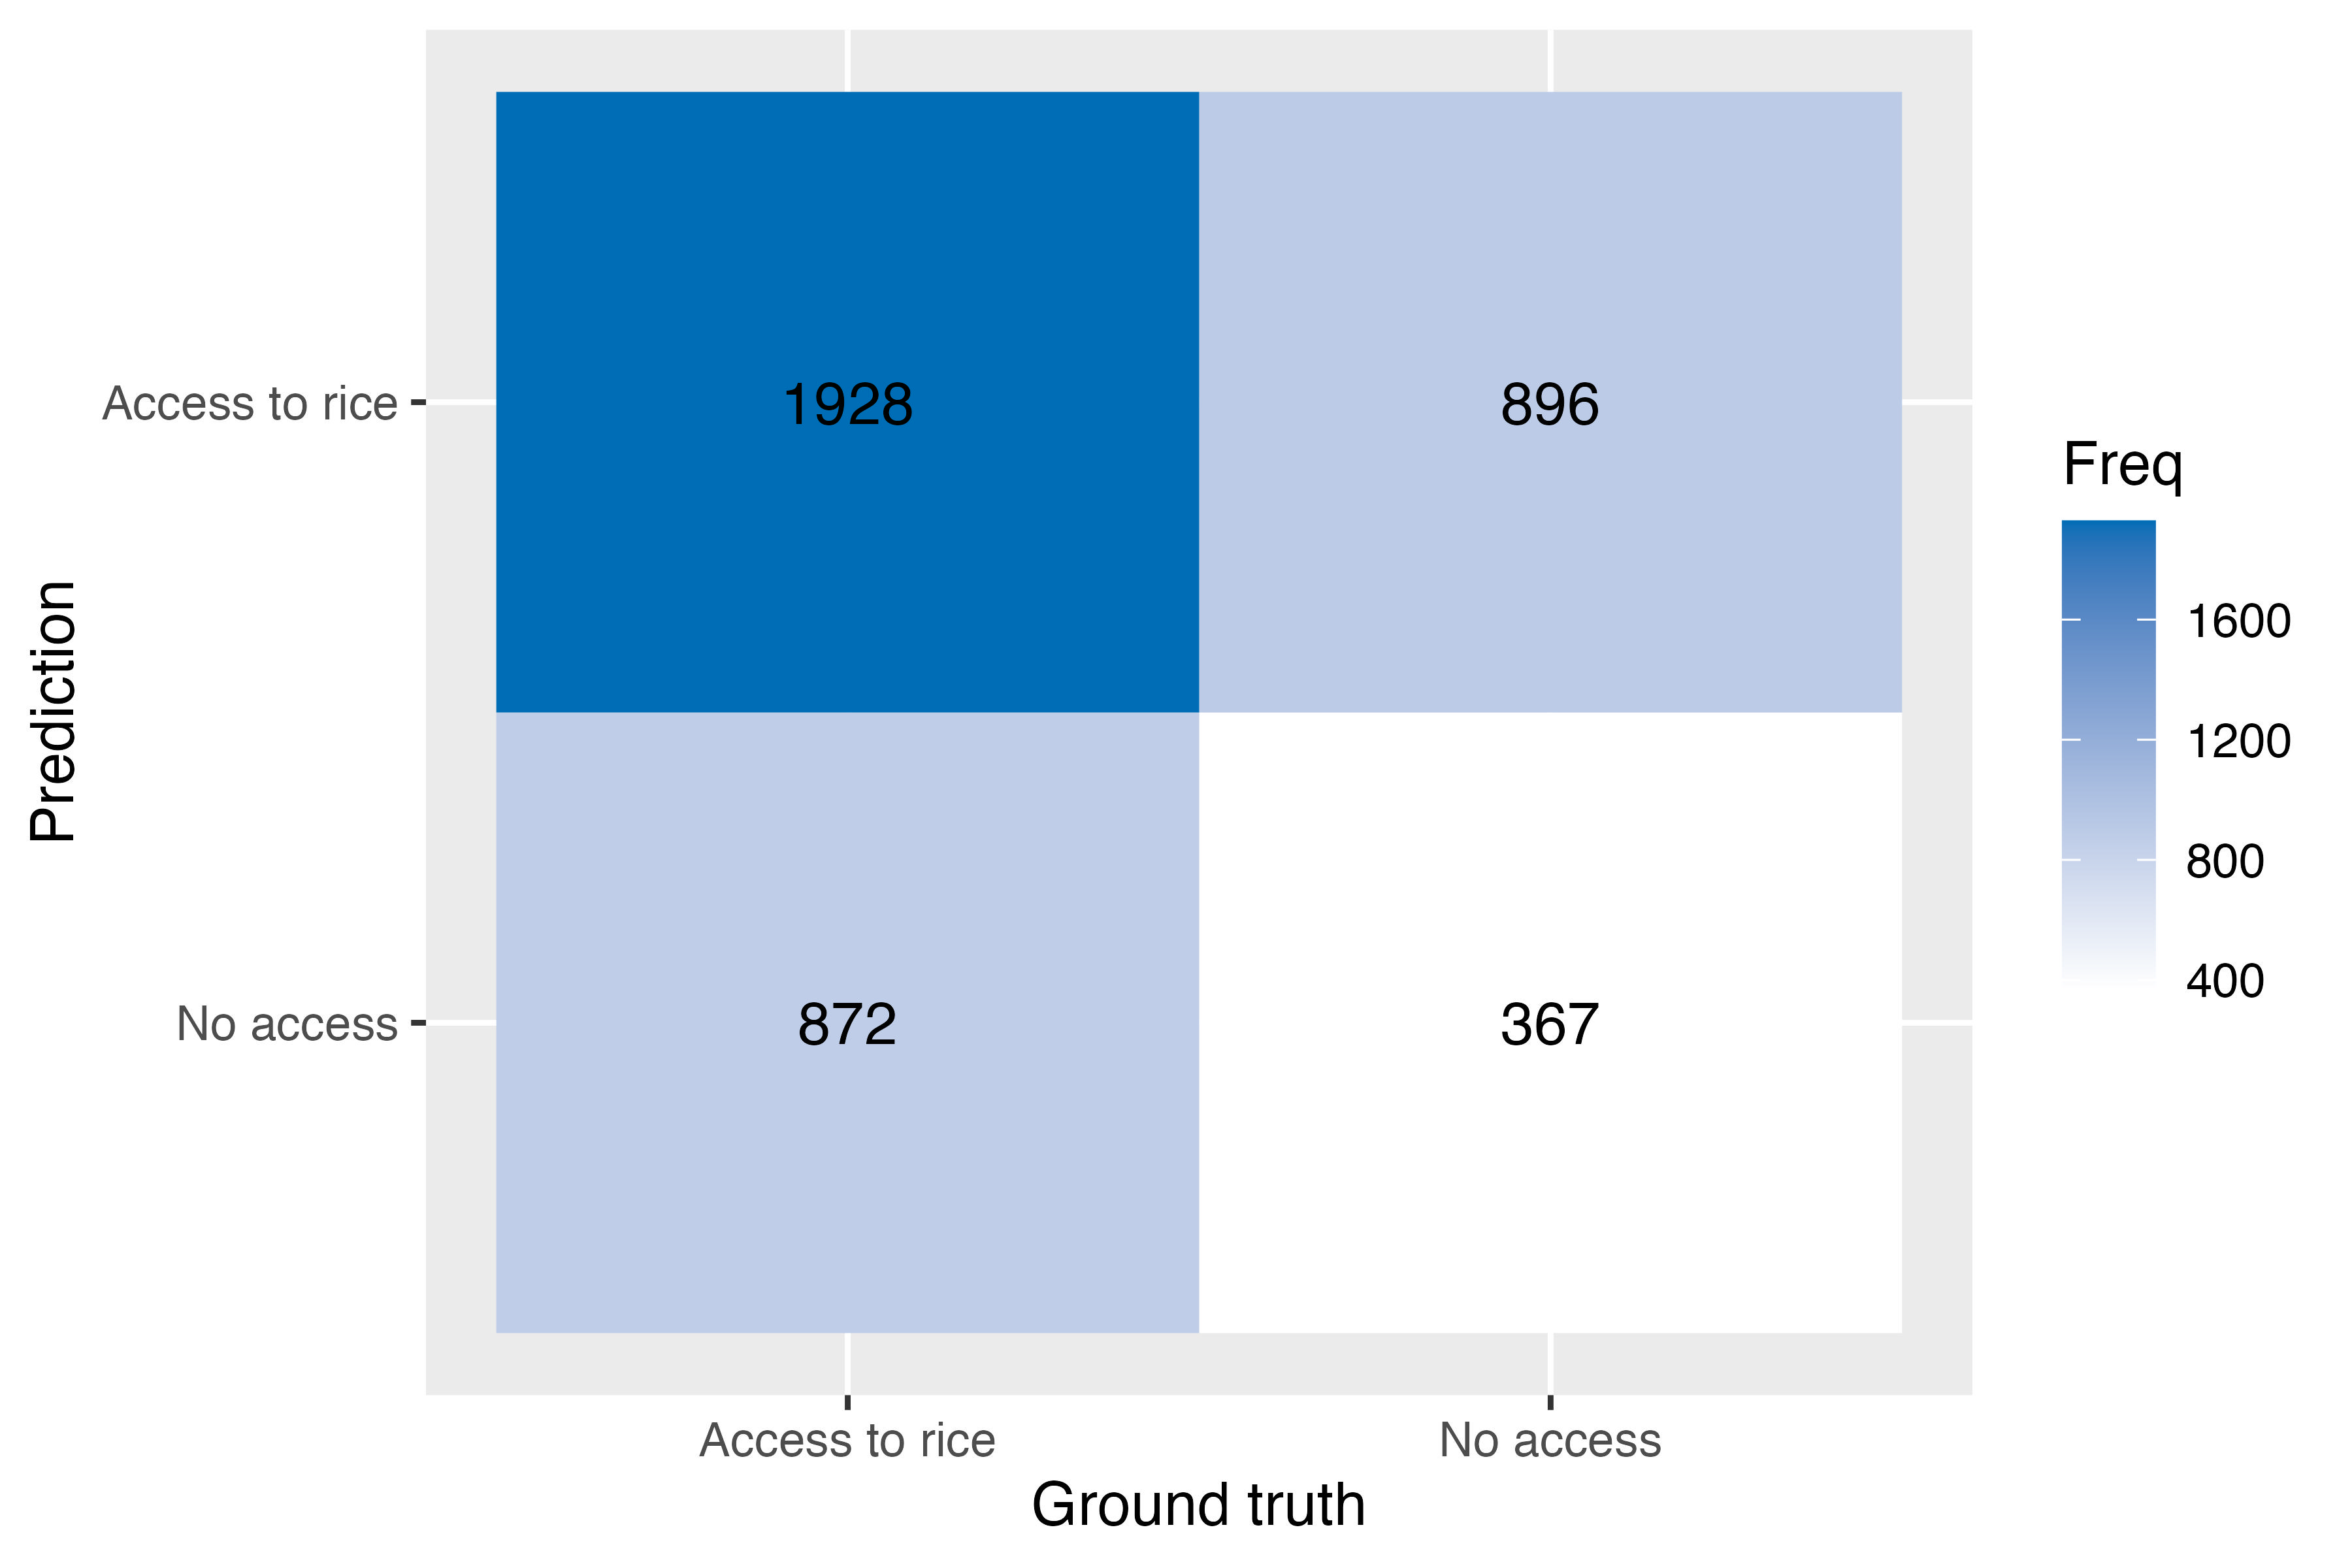 Prediction
Access to rice
No access
1928
896
872
367
Access to rice
No access
Ground truth
Freq
1600
1200
800
400